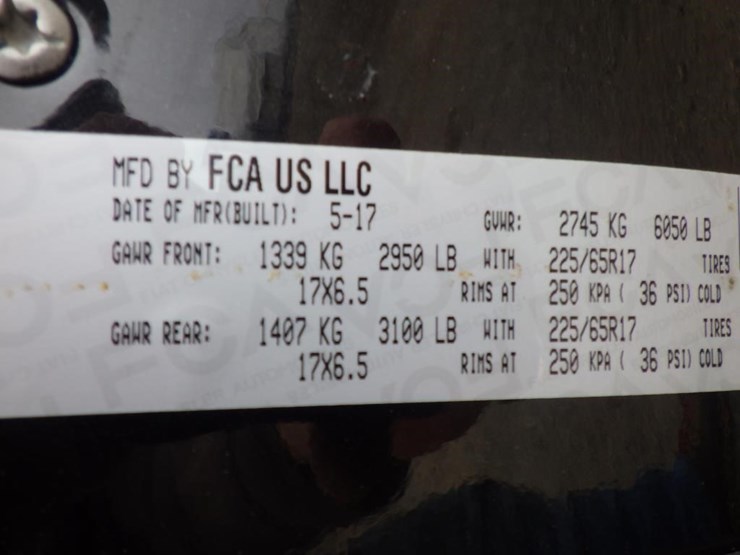 MFD BY FCA US LLC
DATE OF MFR(BUILT): 5-17 GVWR: 2745 KG 6050 LB
GAWR FRONT: 1339 KG 2950 LB WITH 225/65R17 TIRES
17X6.5 RIMS AT 250 KPA ( 36 PSI) COLD
GAWR REAR: 1407 KG 3100 LB WITH 225/65R17 TIRES
17X6.5 RIMS AT 250 KPA ( 36 PSI) COLD